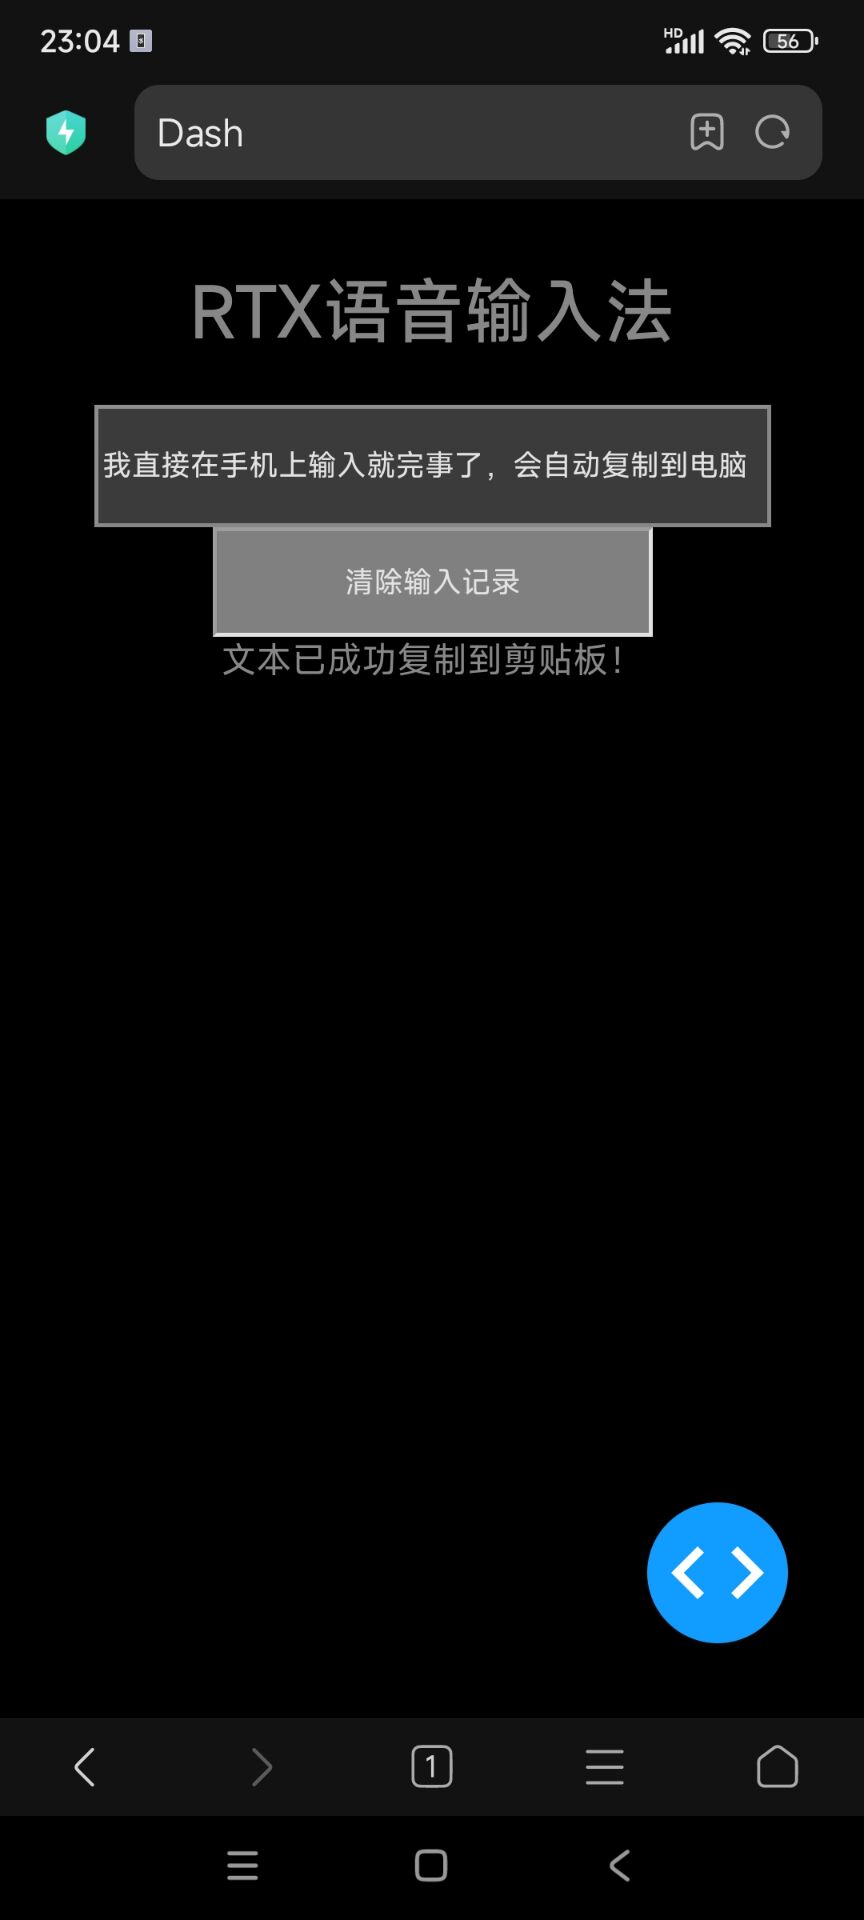 23:04
HD
56
Dash
RTX语音输入法
我直接在手机上输入就完事了，会自动复制到电脑
清除输入记录
文本已成功复制到剪贴板！
1